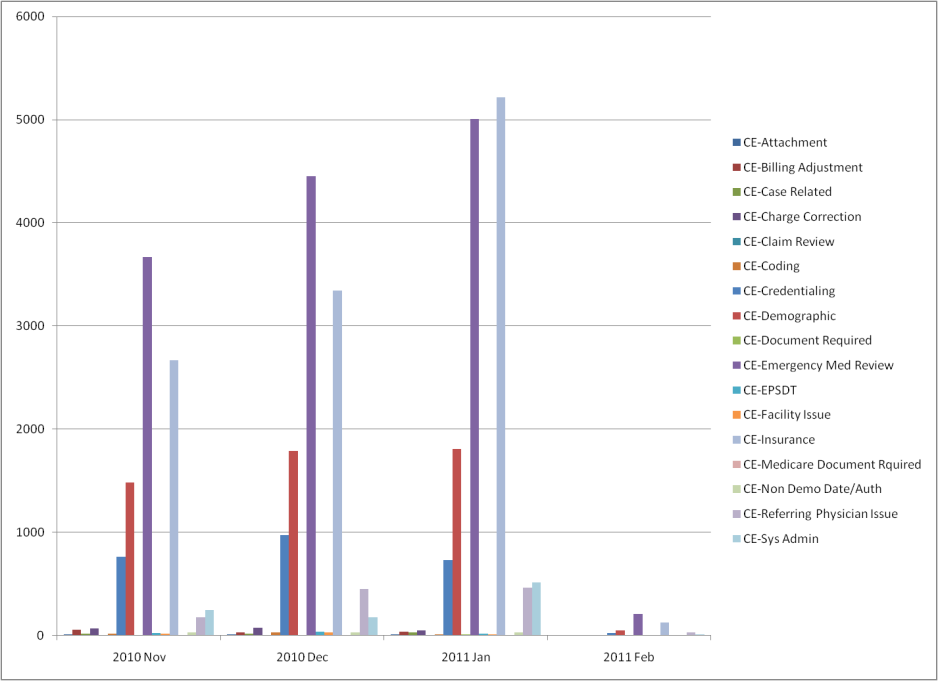 6000
5000
4000
3000
2000
1000
0
2010 Nov
2010 Dec
2011 Jan
2011 Feb
CE-Attachment
CE-Billing Adjustment
CE-Case Related
CE-Charge Correction
CE-Claim Review
CE-Coding
CE-Credentialing
CE-Demographic
CE-Document Required
CE-Emergency Med Review
CE-EPSDT
CE-Facility Issue
CE-Insurance
CE-Medicare Document Rquired
CE-Non Demo Date/Auth
CE-Referring Physician Issue
CE-Sys Admin